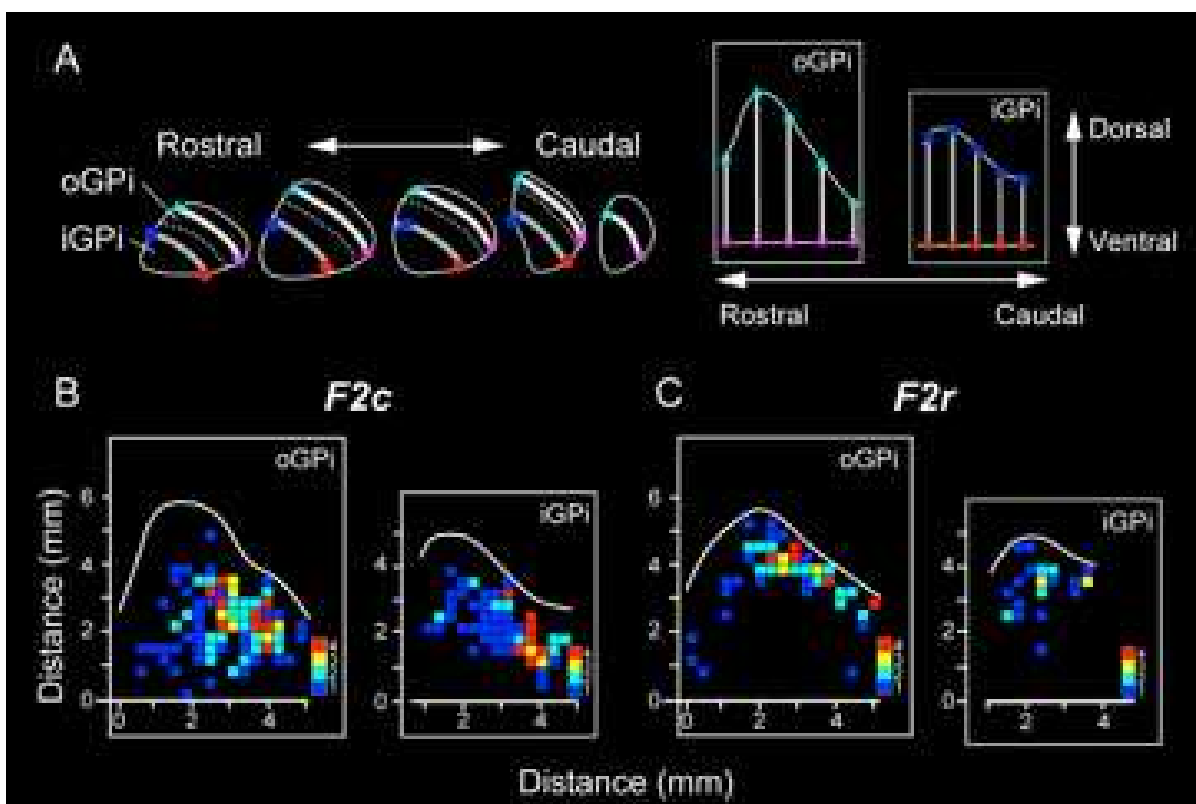 A
Rostral
Caudal
oGPi
iGPi
oGPi
iGPi
Dorsal
Ventral
Rostral
Caudal
B
F2c
C
F2r
oGPi
iGPi
oGPi
iGPi
Distance (mm)
6
4
2
0
0 2 4
4
2
0
2 4
6
4
2
0
0 2 4
4
2
0
2 4
Distance (mm)